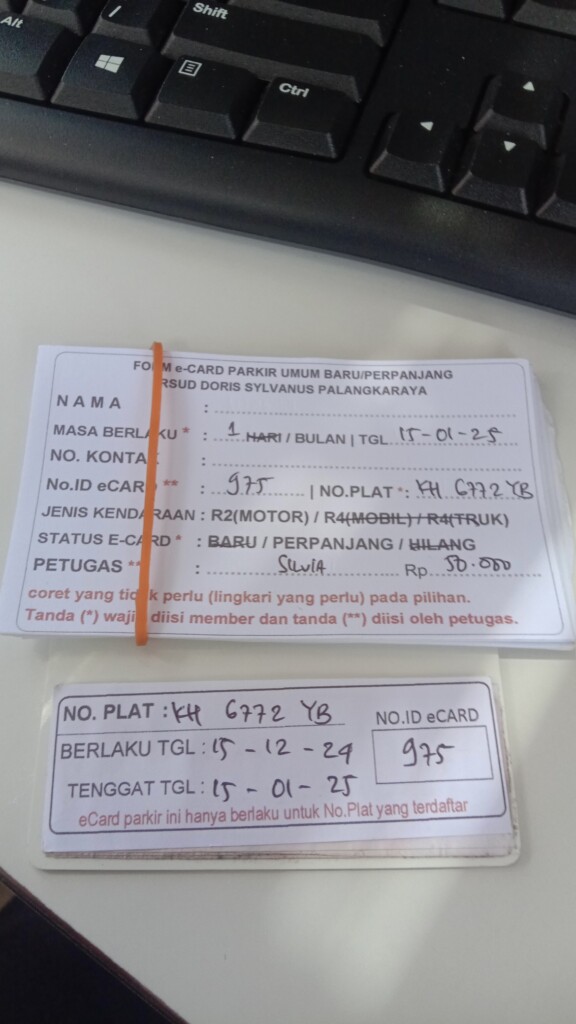 Alt
/
Shift
Ctrl
FORM e-CARD PARKIR UMUM BARU/PERPANJANG
RSUD DORIS SYLVANUS PALANGKARAYA
NAMA :
MASA BERLAKU * : 1 HARI / BULAN | TGL 15-01-25
NO. KONTAK :
No.ID eCARD ** : 975 | NO.PLAT *: KH 6772 YB
JENIS KENDARAAN : R2(MOTOR) / R4(MOBIL) / R4(TRUK)
STATUS E-CARD * : BARU / PERPANJANG / HILANG
PETUGAS ** : SILVIA Rp 50.000
coret yang tidak perlu (lingkari yang perlu) pada pilihan.
Tanda (*) wajib diisi member dan tanda (**) diisi oleh petugas.
NO. PLAT : KH 6772 YB
NO.ID eCARD
BERLAKU TGL : 15 - 12 - 24
975
TENGGAT TGL : 15 - 01 - 25
eCard parkir ini hanya berlaku untuk No.Plat yang terdaftar